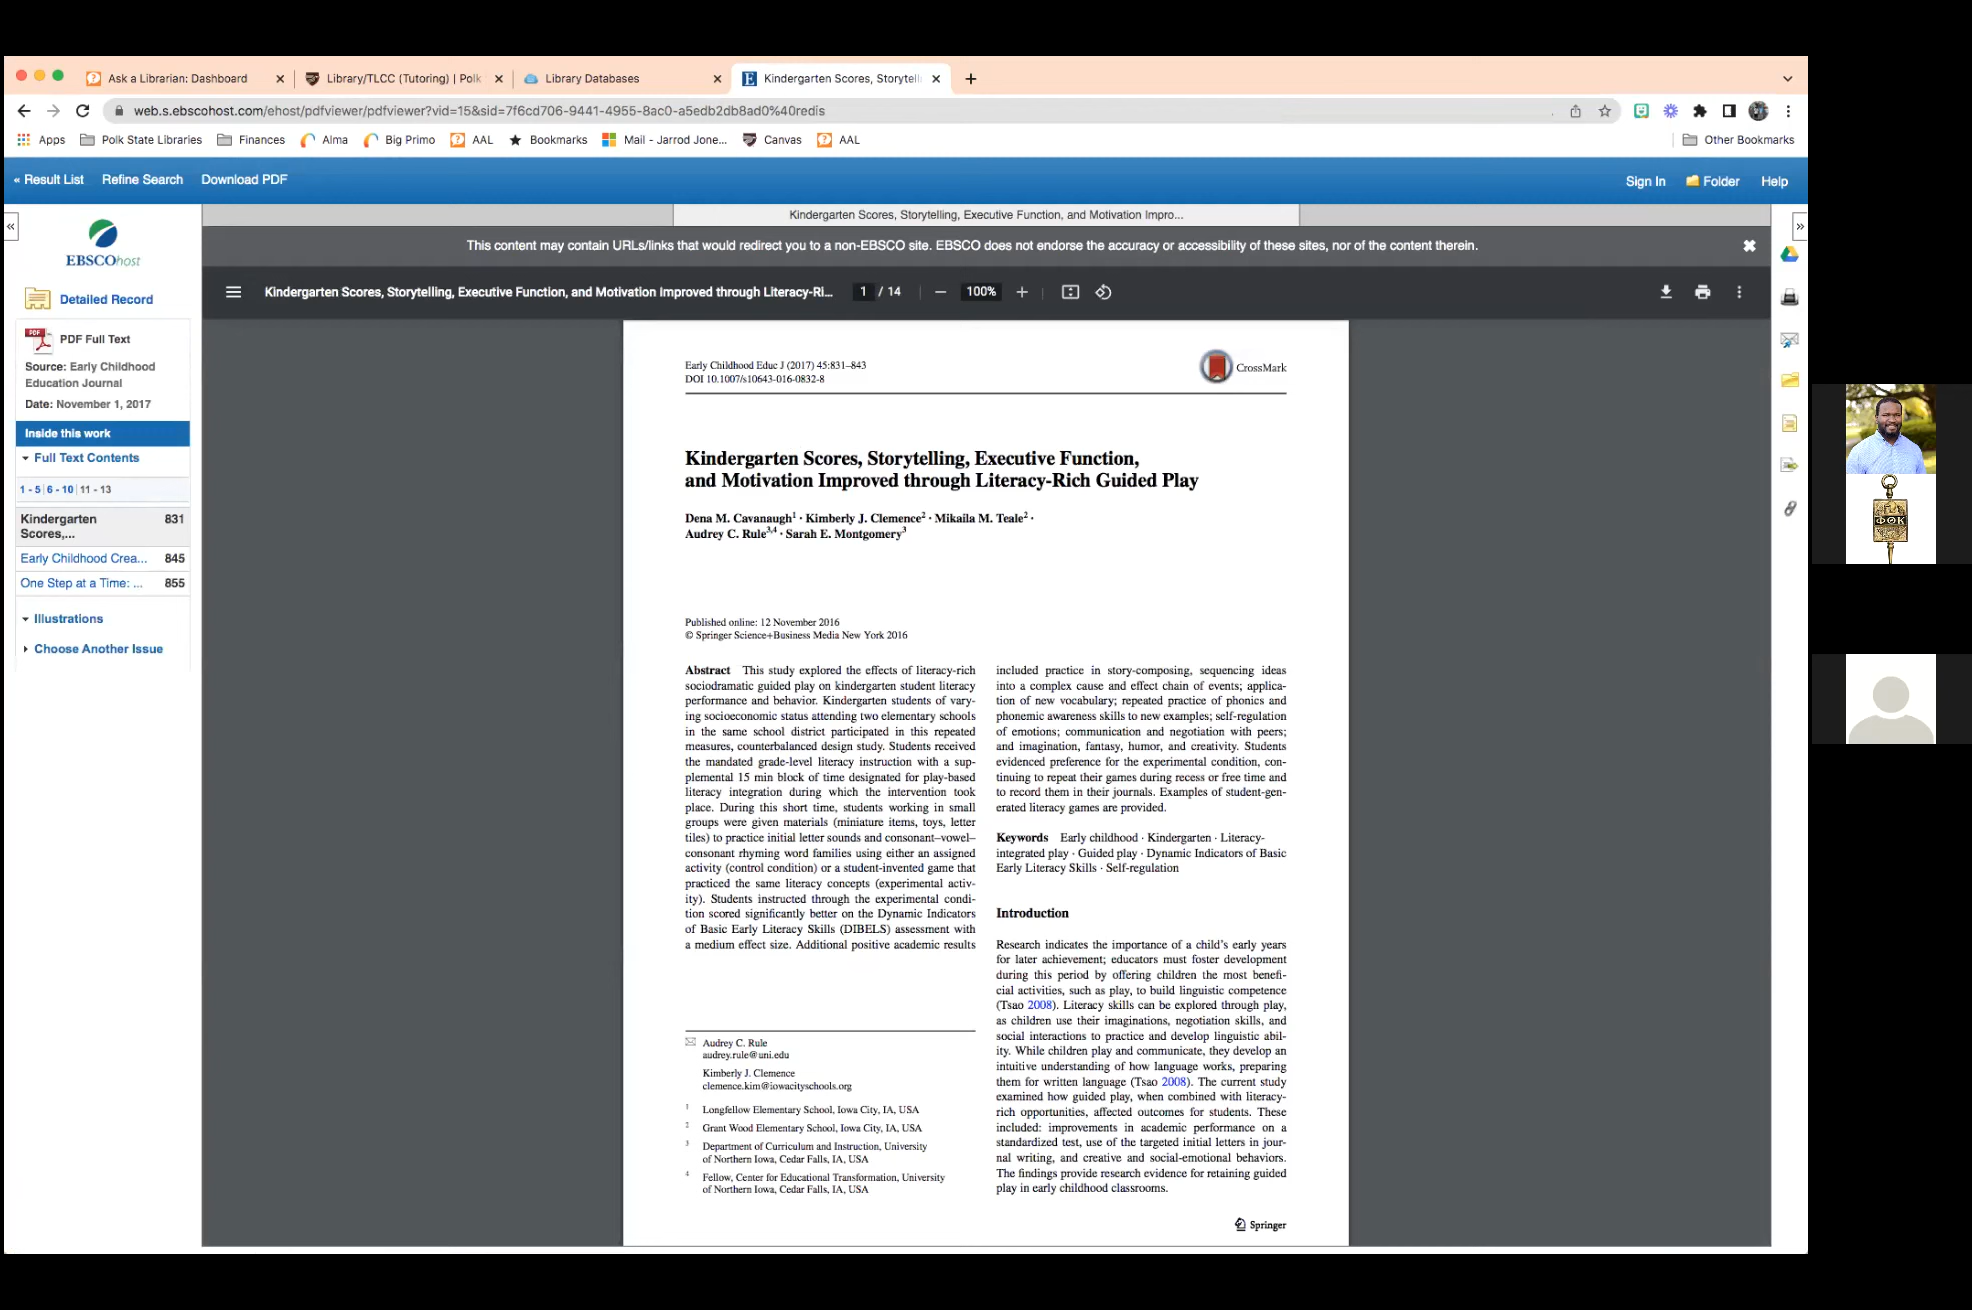 Ask a Librarian: Dashboard
Library/TLCC (Tutoring) | Polk
Library Databases
Kindergarten Scores, Storytell
web.s.ebscohost.com/ehost/pdfviewer/pdfviewer?vid=15&sid=7f6cd706-9441-4955-8ac0-a5edb2db8ad0%40redis
Apps Polk State Libraries Finances Alma Big Primo AAL Bookmarks Mail - Jarrod Jone... Canvas AAL Other Bookmarks
« Result List Refine Search Download PDF Sign In Folder Help
Kindergarten Scores, Storytelling, Executive Function, and Motivation Impro...
This content may contain URLs/links that would redirect you to a non-EBSCO site. EBSCO does not endorse the accuracy or accessibility of these sites, nor of the content therein.
Kindergarten Scores, Storytelling, Executive Function, and Motivation Improved through Literacy-Ri... 1 / 14 100%
EBSCOhost
Detailed Record
PDF
PDF Full Text
Source: Early Childhood
Education Journal
Date: November 1, 2017
Inside this work
Full Text Contents
1 - 5 | 6 - 10 | 11 - 13
Kindergarten 831
Scores,...
Early Childhood Crea... 845
One Step at a Time: ... 855
Illustrations
Choose Another Issue
Early Childhood Educ J (2017) 45:831–843
DOI 10.1007/s10643-016-0832-8
CrossMark
Kindergarten Scores, Storytelling, Executive Function,
and Motivation Improved through Literacy-Rich Guided Play
Dena M. Cavanaugh1 · Kimberly J. Clemence2 · Mikaila M. Teale2 ·
Audrey C. Rule3,4 · Sarah E. Montgomery3
Published online: 12 November 2016
© Springer Science+Business Media New York 2016
Abstract This study explored the effects of literacy-rich
sociodramatic guided play on kindergarten student literacy
performance and behavior. Kindergarten students of vary-
ing socioeconomic status attending two elementary schools
in the same school district participated in this repeated
measures, counterbalanced design study. Students received
the mandated grade-level literacy instruction with a sup-
plemental 15 min block of time designated for play-based
literacy integration during which the intervention took
place. During this short time, students working in small
groups were given materials (miniature items, toys, letter
tiles) to practice initial letter sounds and consonant–vowel–
consonant rhyming word families using either an assigned
activity (control condition) or a student-invented game that
practiced the same literacy concepts (experimental activ-
ity). Students instructed through the experimental condi-
tion scored significantly better on the Dynamic Indicators
of Basic Early Literacy Skills (DIBELS) assessment with
a medium effect size. Additional positive academic results
Audrey C. Rule
audrey.rule@uni.edu
Kimberly J. Clemence
clemence.kim@iowacityschools.org
1 Longfellow Elementary School, Iowa City, IA, USA
2 Grant Wood Elementary School, Iowa City, IA, USA
3 Department of Curriculum and Instruction, University
of Northern Iowa, Cedar Falls, IA, USA
4 Fellow, Center for Educational Transformation, University
of Northern Iowa, Cedar Falls, IA, USA
included practice in story-composing, sequencing ideas
into a complex cause and effect chain of events; applica-
tion of new vocabulary; repeated practice of phonics and
phonemic awareness skills to new examples; self-regulation
of emotions; communication and negotiation with peers;
and imagination, fantasy, humor, and creativity. Students
evidenced preference for the experimental condition, con-
tinuing to repeat their games during recess or free time and
to record them in their journals. Examples of student-gen-
erated literacy games are provided.
Keywords Early childhood · Kindergarten · Literacy-
integrated play · Guided play · Dynamic Indicators of Basic
Early Literacy Skills · Self-regulation
Introduction
Research indicates the importance of a child’s early years
for later achievement; educators must foster development
during this period by offering children the most benefi-
cial activities, such as play, to build linguistic competence
(Tsao 2008). Literacy skills can be explored through play,
as children use their imaginations, negotiation skills, and
social interactions to practice and develop linguistic abil-
ity. While children play and communicate, they develop an
intuitive understanding of how language works, preparing
them for written language (Tsao 2008). The current study
examined how guided play, when combined with literacy-
rich opportunities, affected outcomes for students. These
included: improvements in academic performance on a
standardized test, use of the targeted initial letters in jour-
nal writing, and creative and social-emotional behaviors.
The findings provide research evidence for retaining guided
play in early childhood classrooms.
Springer
ΦΘΚ